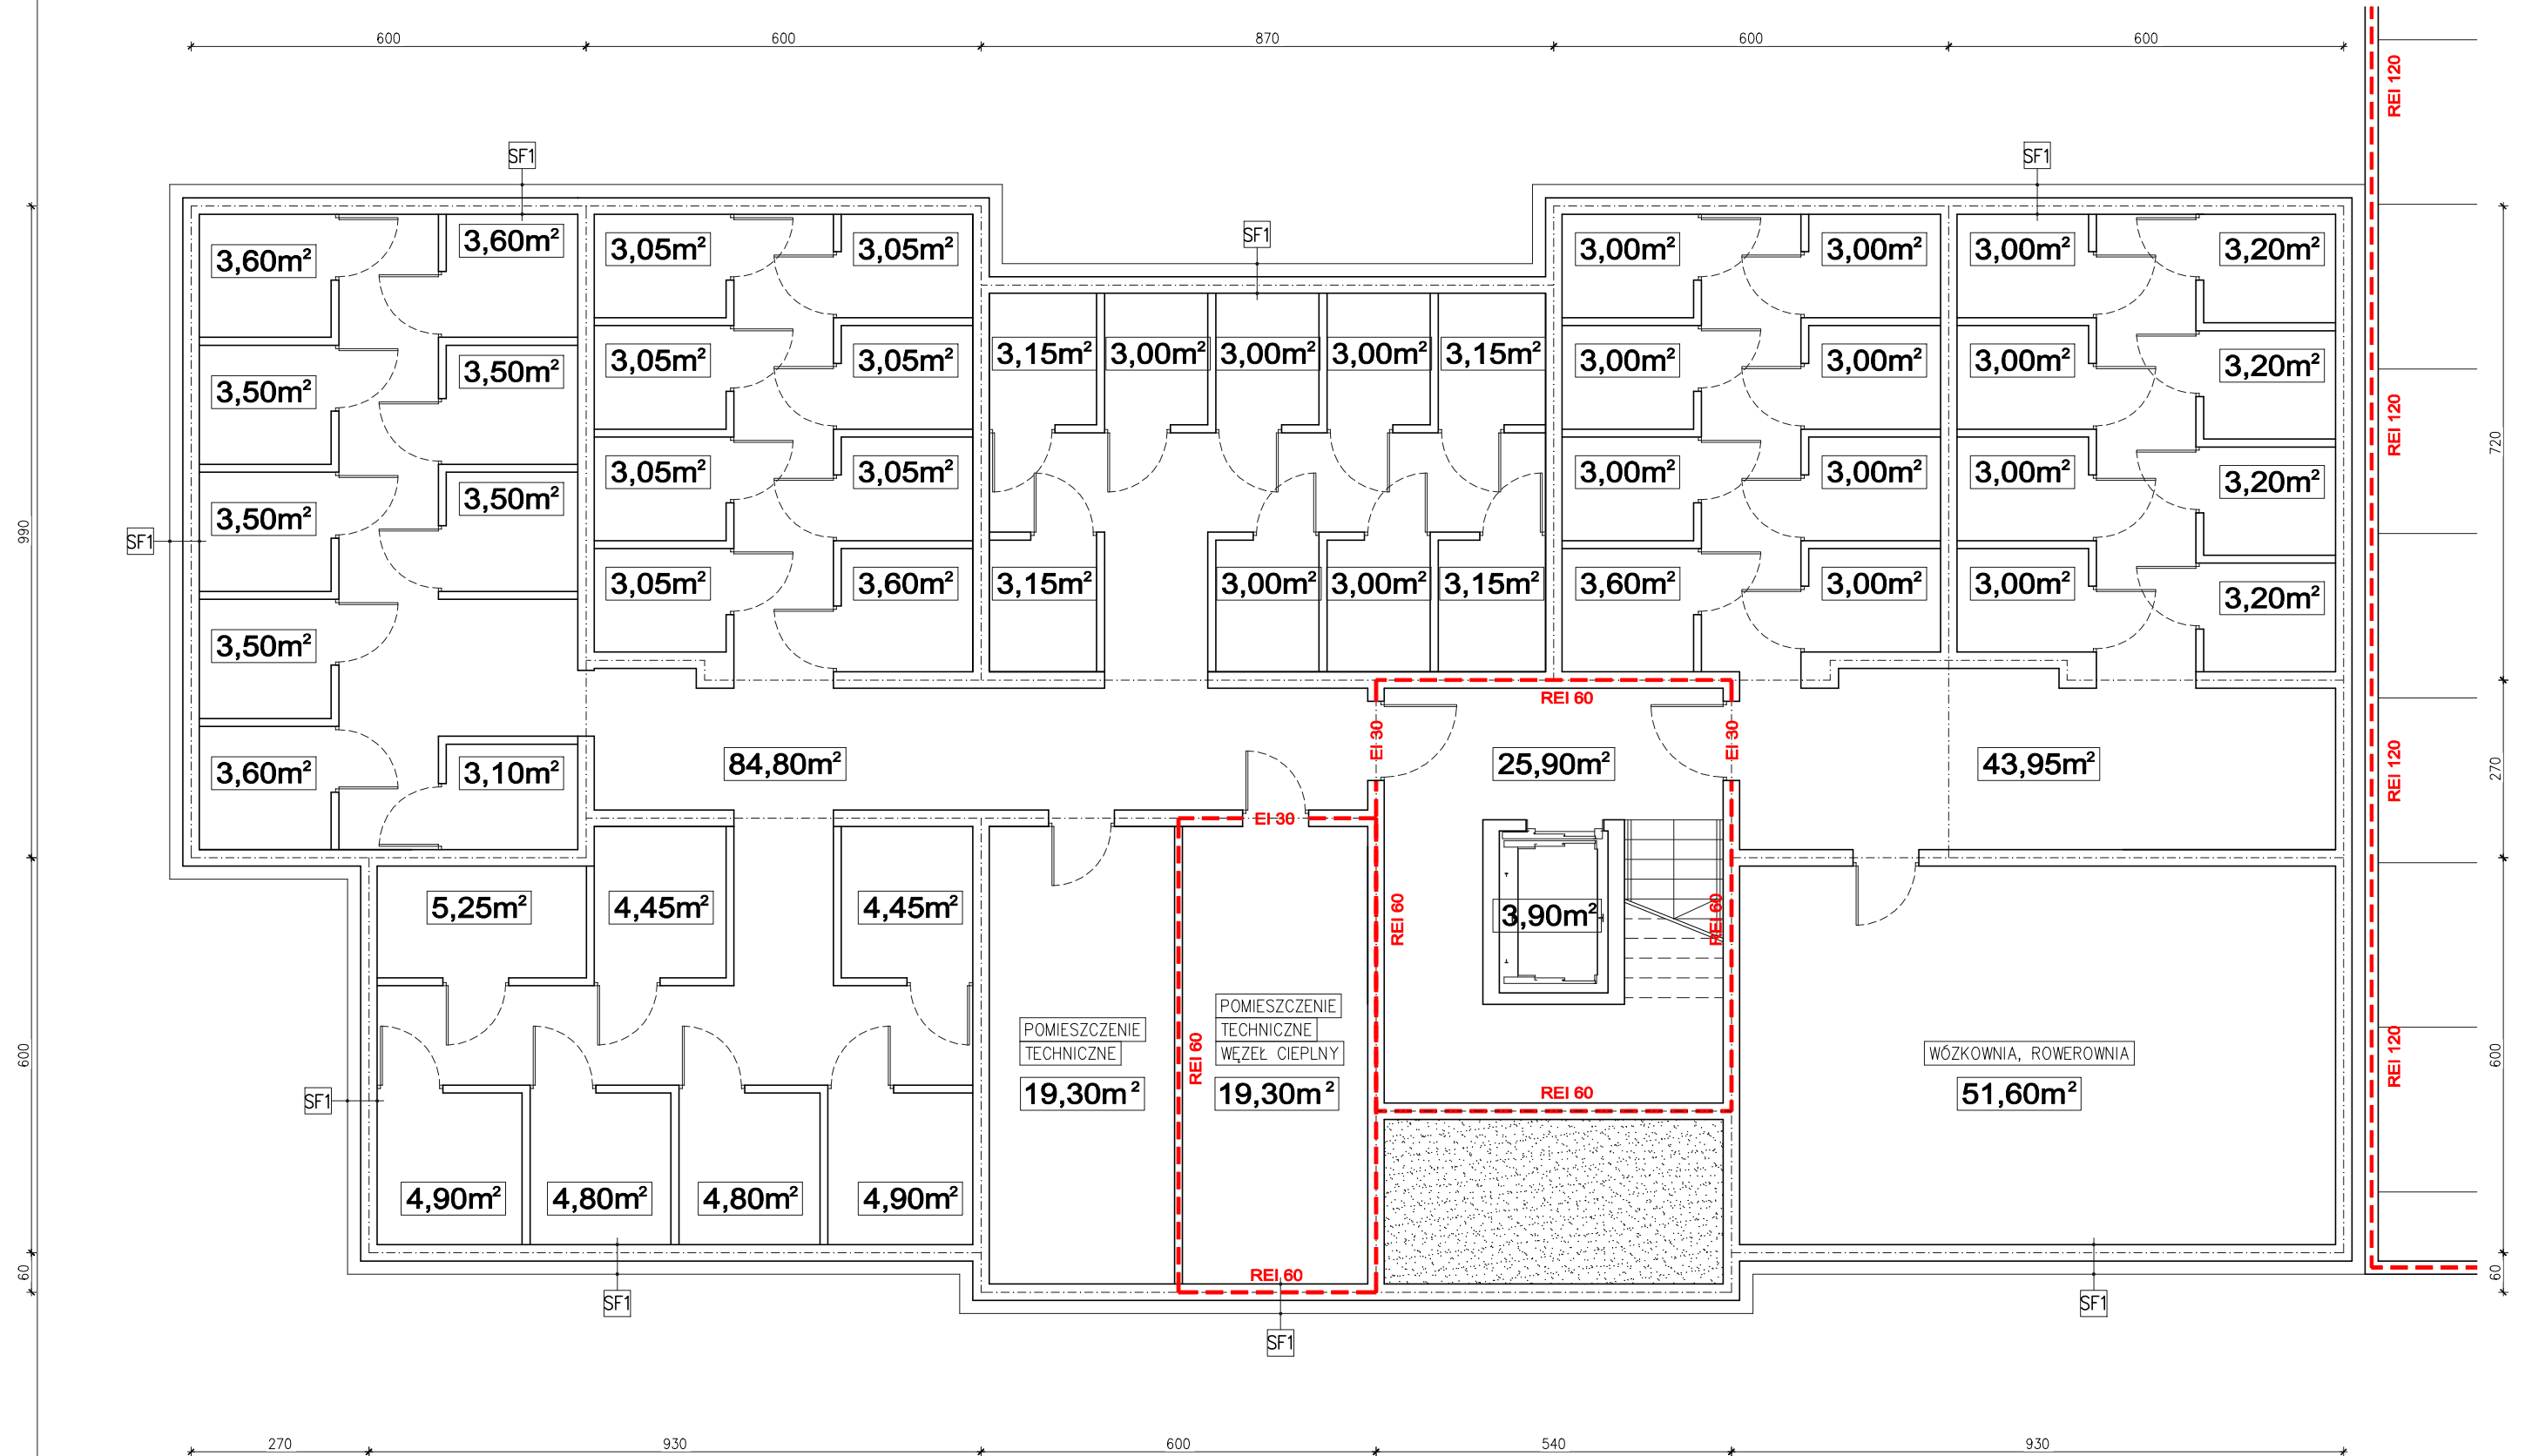 600 600 870 600 600
REI 120
SF1 SF1
SF1
3,60m² 3,60m² 3,05m² 3,05m² 3,00m² 3,00m² 3,00m² 3,20m²
3,50m² 3,50m² 3,05m² 3,05m² 3,15m² 3,00m² 3,00m² 3,00m² 3,15m² 3,00m² 3,00m² 3,00m² 3,20m²
REI 120
720
3,50m² 3,50m² 3,05m² 3,05m² 3,00m² 3,00m² 3,00m² 3,20m²
990
SF1
3,05m² 3,60m² 3,15m² 3,00m² 3,00m² 3,15m² 3,60m² 3,00m² 3,00m² 3,20m²
3,50m²
REI 60
EI 30 EI 30
3,60m² 3,10m² 84,80m² 25,90m² 43,95m²
REI 120
270
EI 30
5,25m² 4,45m² 4,45m² 3,90m²
REI 60 REI 60
POMIESZCZENIE
TECHNICZNE
19,30m²
POMIESZCZENIE
TECHNICZNE
WĘZEŁ CIEPLNY
19,30m²
REI 60
WÓZKOWNIA, ROWEROWNIA
51,60m²
REI 120
600
600
REI 60
SF1
4,90m² 4,80m² 4,80m² 4,90m²
REI 60
60
60
SF1 SF1
SF1
270 930 600 540 930